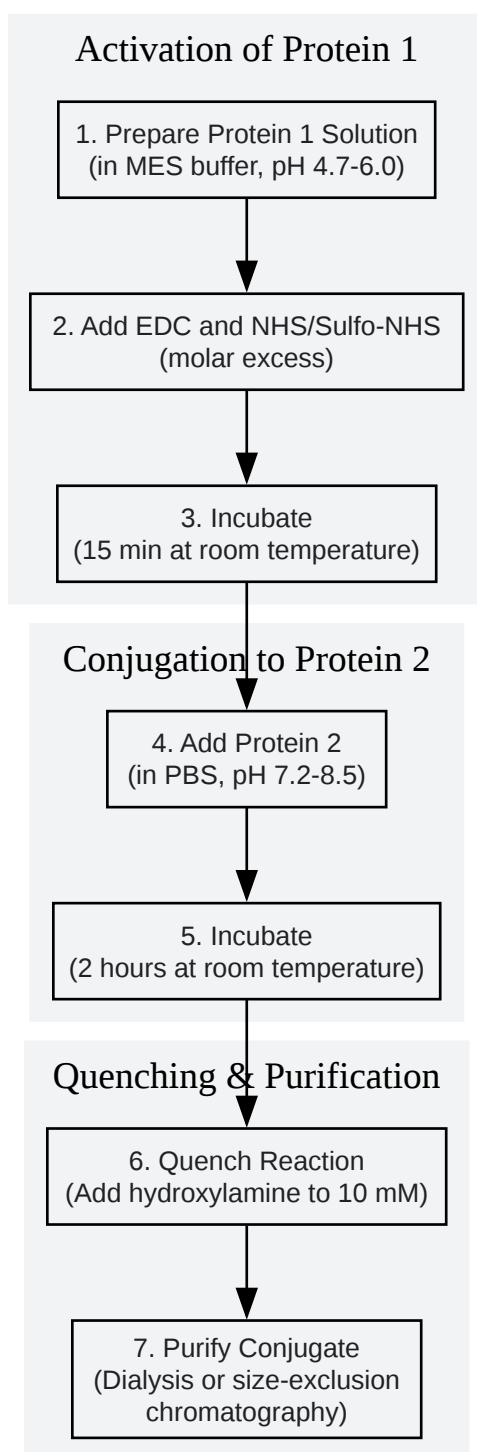 Activation of Protein 1
1. Prepare Protein 1 Solution
(in MES buffer, pH 4.7-6.0)
2. Add EDC and NHS/Sulfo-NHS
(molar excess)
3. Incubate
(15 min at room temperature)
Conjugation to Protein 2
4. Add Protein 2
(in PBS, pH 7.2-8.5)
5. Incubate
(2 hours at room temperature)
Quenching & Purification
6. Quench Reaction
(Add hydroxylamine to 10 mM)
7. Purify Conjugate
(Dialysis or size-exclusion
chromatography)